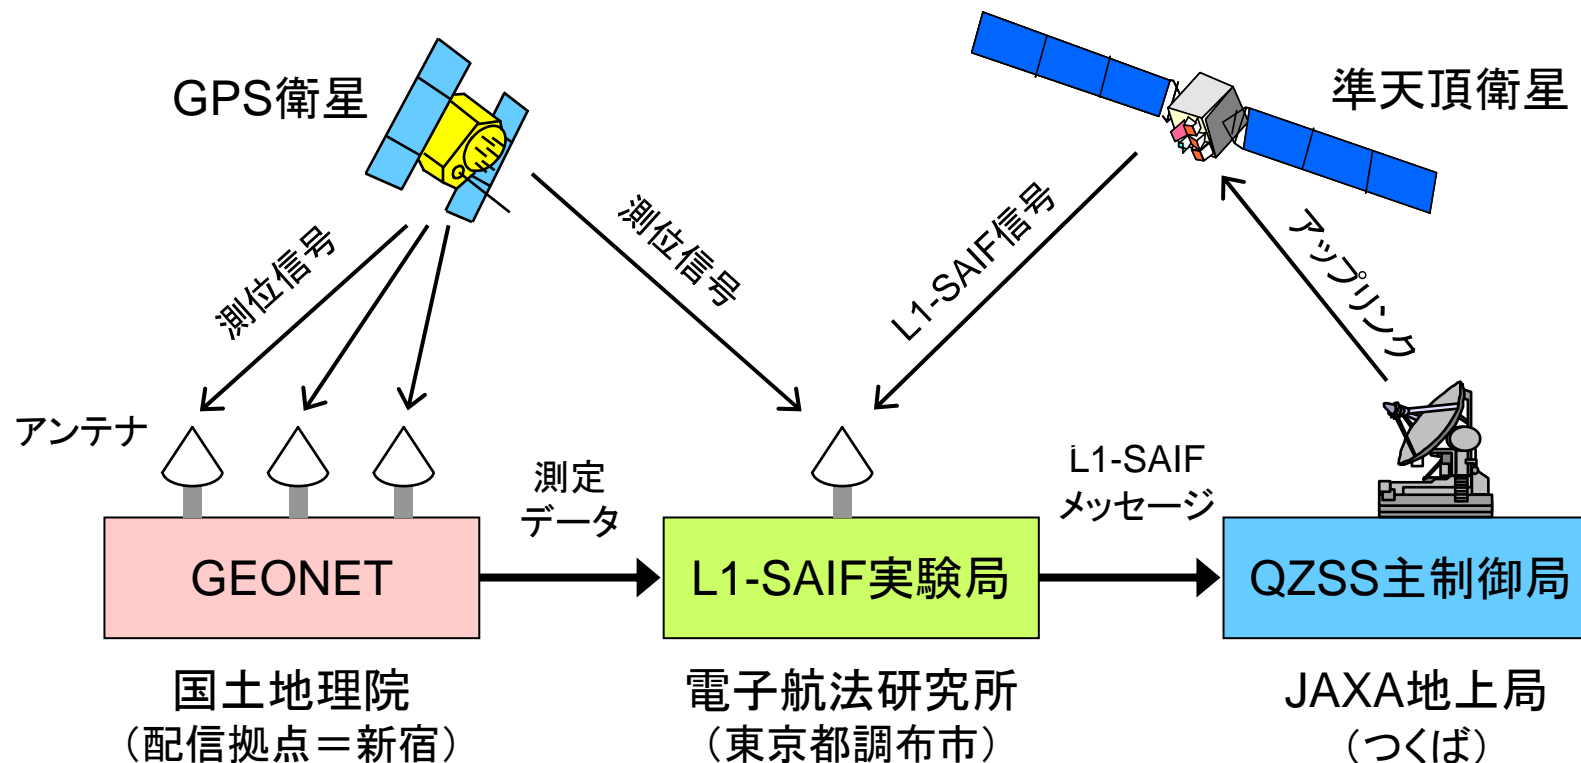 GPS衛星
準天頂衛星
測位信号
測位信号
L1-SAIF信号
アップリンク
アンテナ
測定
データ
L1-SAIF
メッセージ
GEONET
L1-SAIF実験局
QZSS主制御局
国土地理院
（配信拠点＝新宿）
電子航法研究所
（東京都調布市）
JAXA地上局
（つくば）